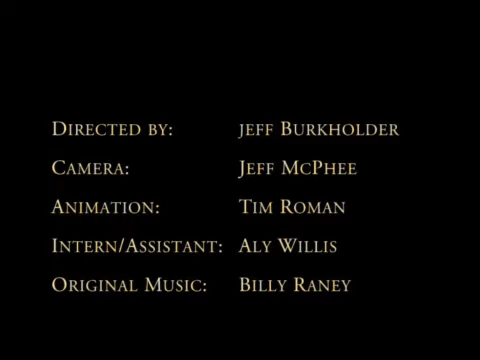 Directed by: jeff Burkholder
Camera: Jeff McPhee
Animation: Tim Roman
Intern/Assistant: Aly Willis
Original Music: Billy Raney